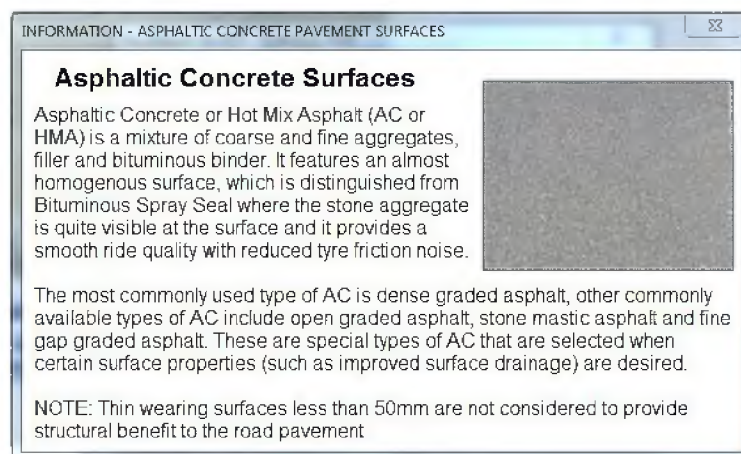 INFORMATION - ASPHALTIC CONCRETE PAVEMENT SURFACES
Asphaltic Concrete Surfaces
Asphaltic Concrete or Hot Mix Asphalt (AC or
HMA) is a mixture of coarse and fine aggregates,
filler and bituminous binder. It features an almost
homogenous surface, which is distinguished from
Bituminous Spray Seal where the stone aggregate
is quite visible at the surface and it provides a
smooth ride quality with reduced tyre friction noise.
The most commonly used type of AC is dense graded asphalt, other commonly
available types of AC include open graded asphalt, stone mastic asphalt and fine
gap graded asphalt. These are special types of AC that are selected when
certain surface properties (such as improved surface drainage) are desired.
NOTE: Thin wearing surfaces less than 50mm are not considered to provide
structural benefit to the road pavement